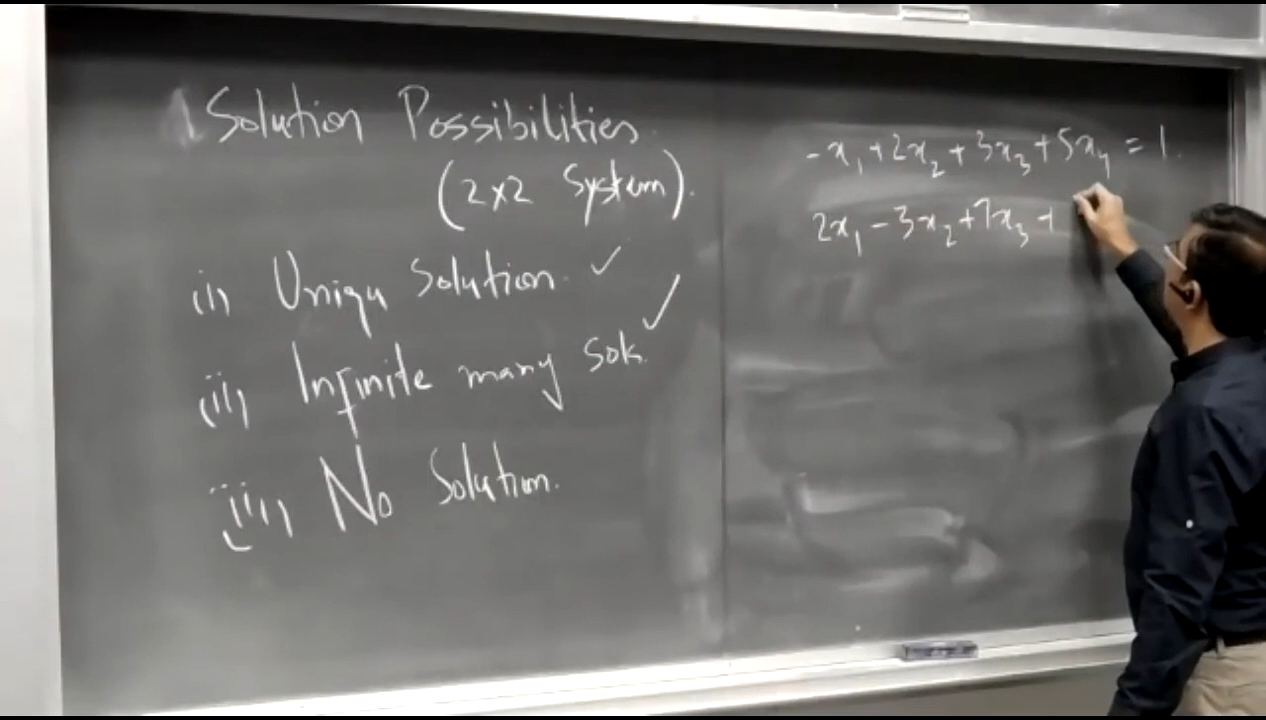 Solution Possibilities.
(2x2 System).
(i) Uniqu Solution. ✓
(ii) Infinite many Sols. ✓
(iii) No Solution.
-x₁ + 2x₂ + 3x₃ + 5x₄ = 1.
2x₁ - 3x₂ + 7x₃ +